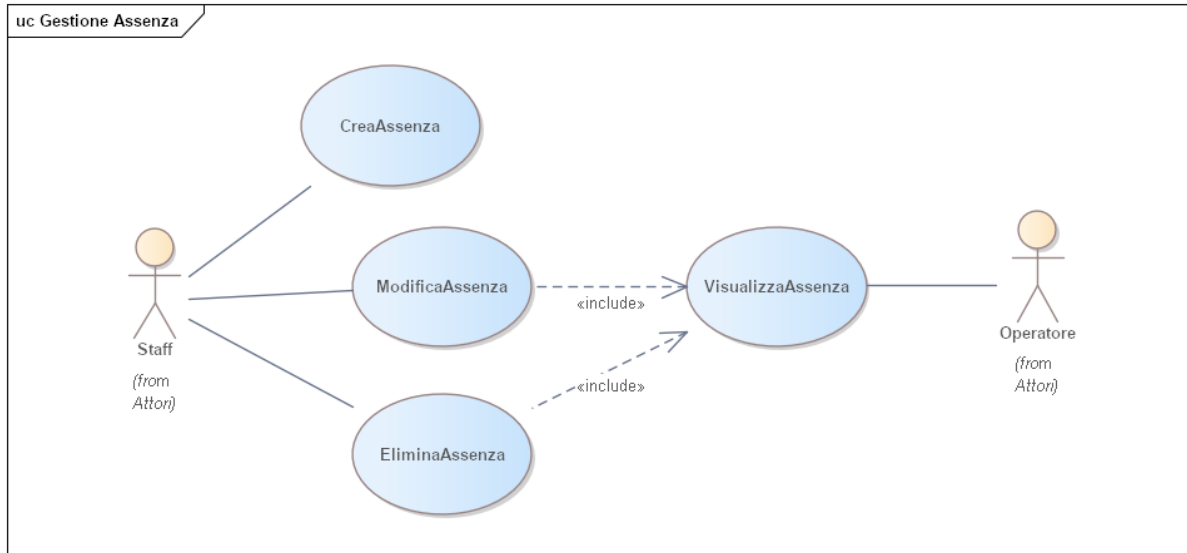 uc Gestione Assenza
CreaAssenza
ModificaAssenza
«include»
VisualizzaAssenza
Staff
(from
Attori)
Operatore
(from
Attori)
«include»
EliminaAssenza